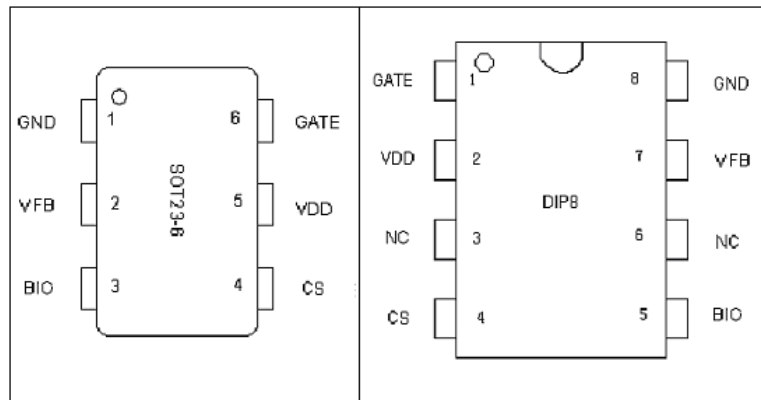 GND 1 6 GATE
VFB 2 5 VDD
BIO 3 4 CS
SOT23-6
GATE 1 8 GND
VDD 2 7 VFB
DIP8
NC 3 6 NC
CS 4 5 BIO